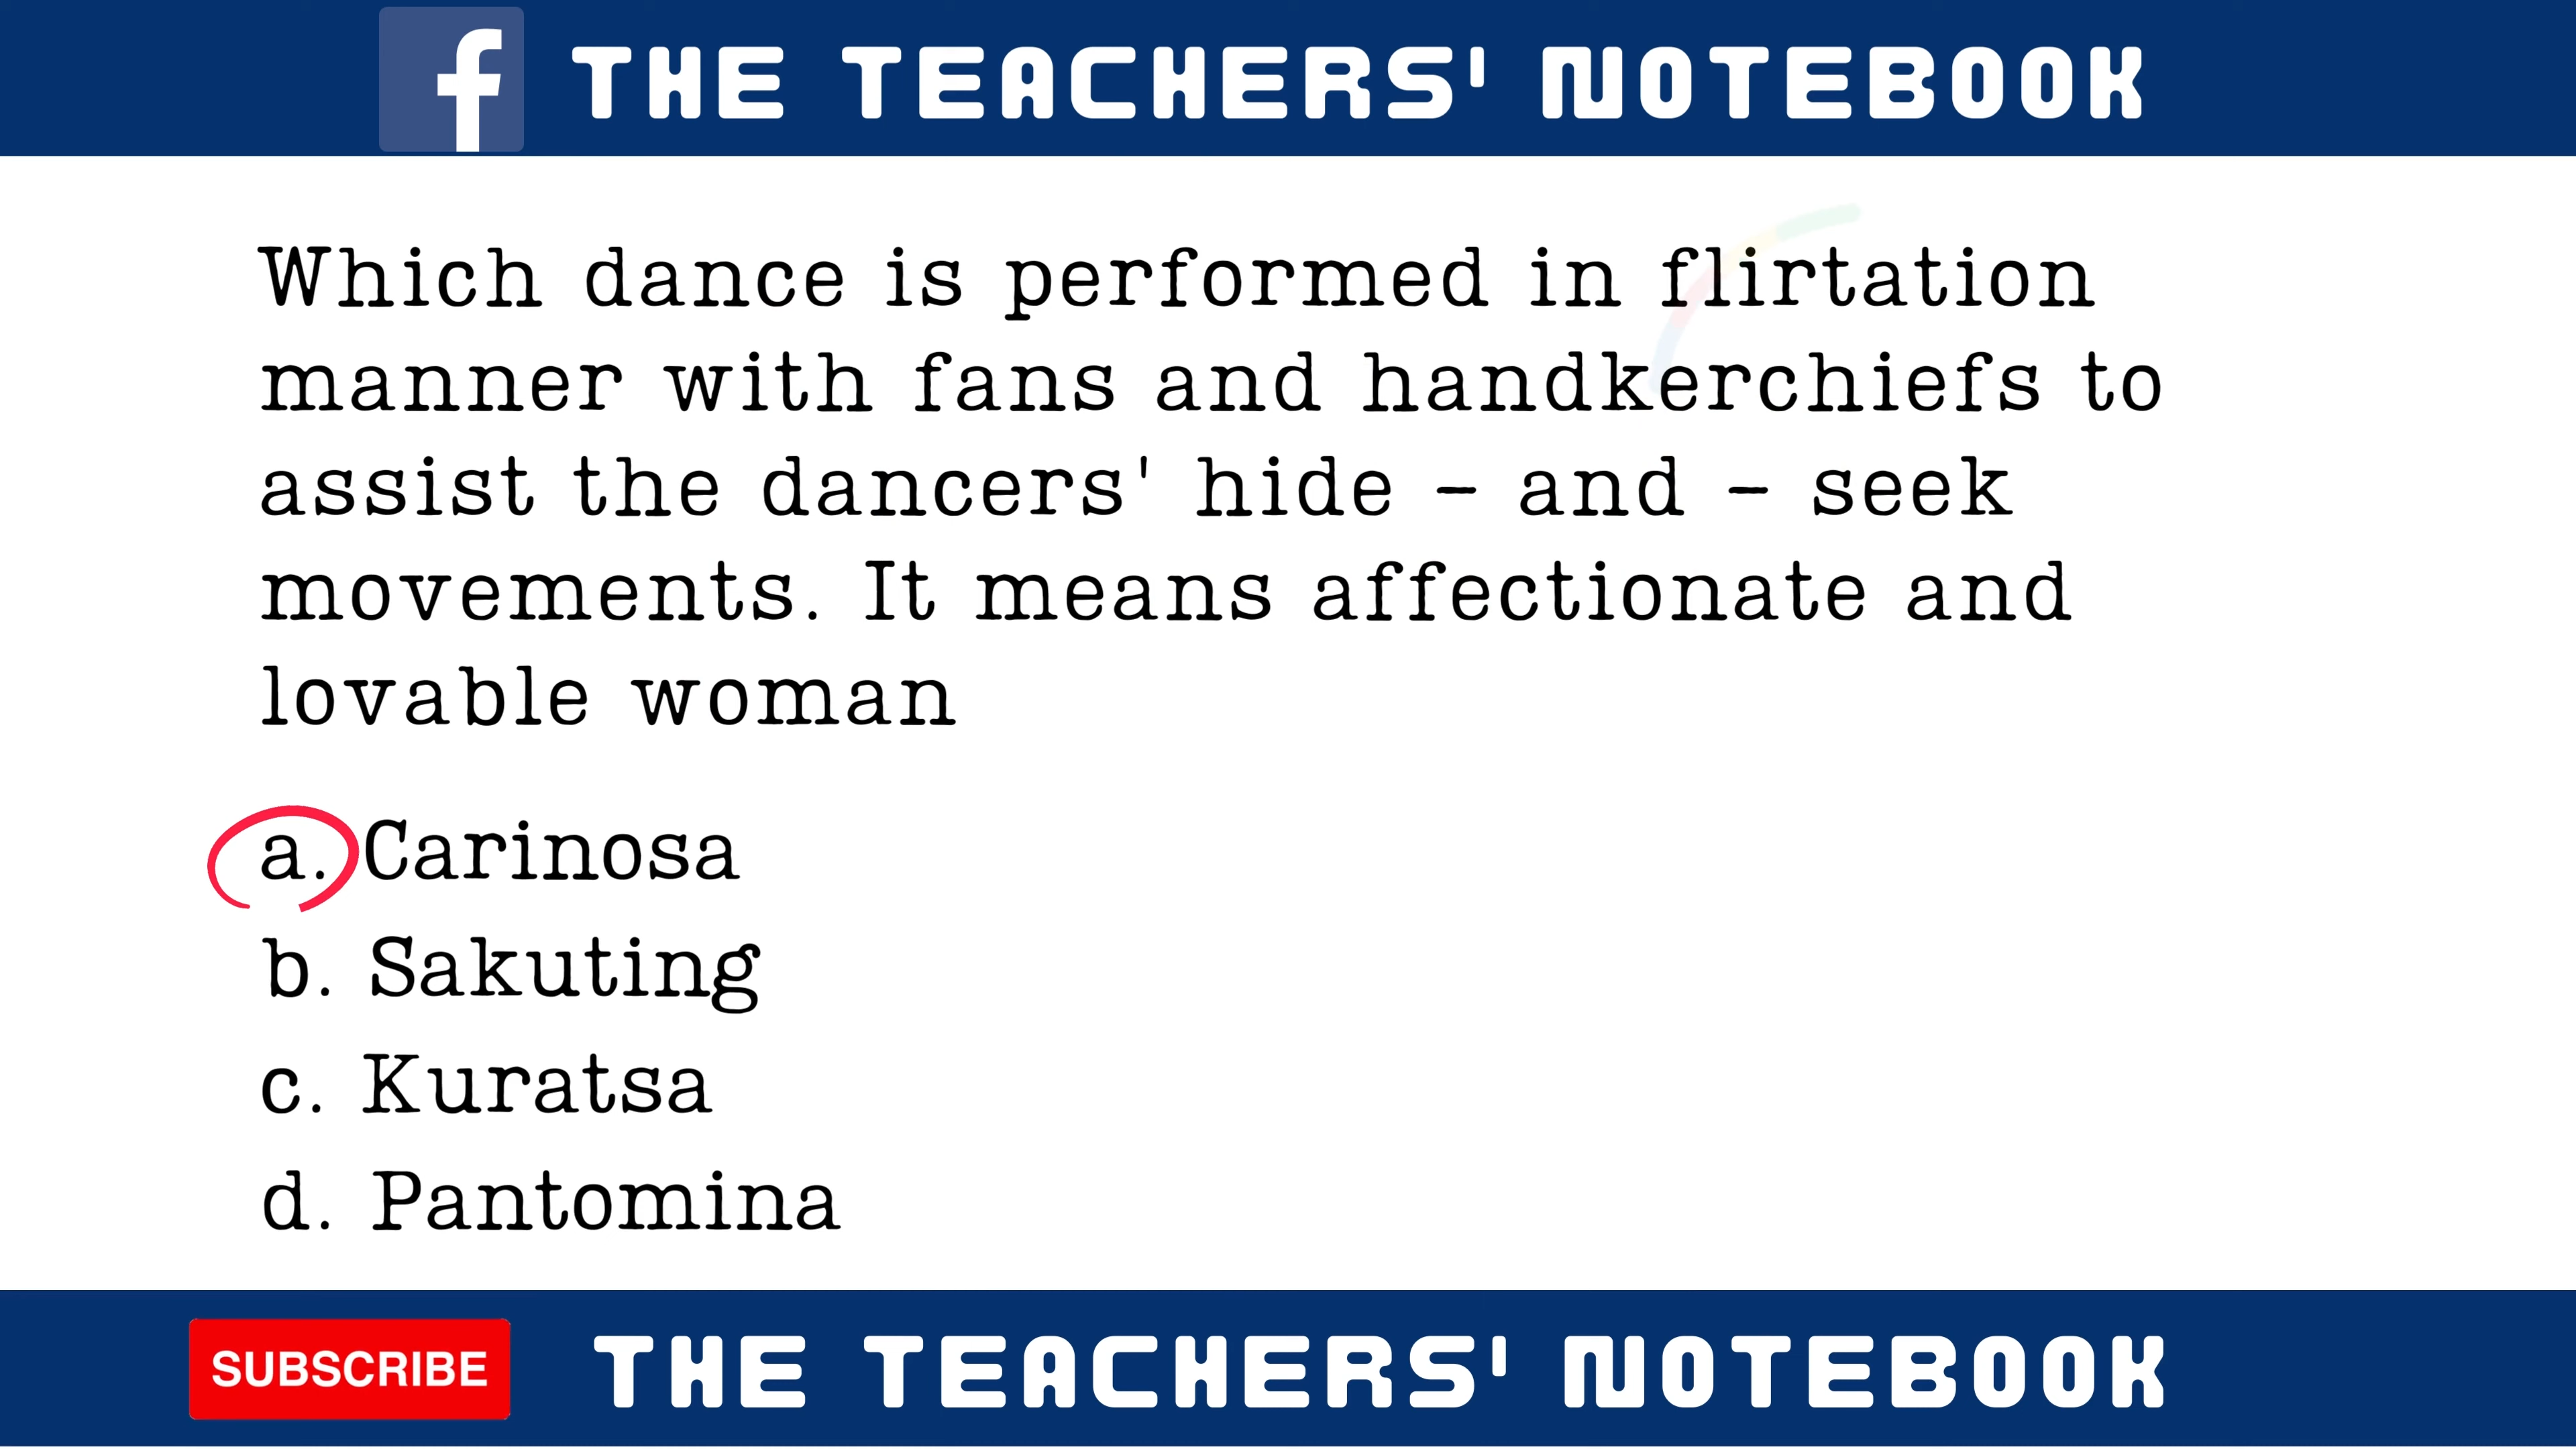 f THE TEACHERS' NOTEBOOK
Which dance is performed in flirtation
manner with fans and handkerchiefs to
assist the dancers' hide – and – seek
movements. It means affectionate and
lovable woman
a. Carinosa
b. Sakuting
c. Kuratsa
d. Pantomina
SUBSCRIBE THE TEACHERS' NOTEBOOK